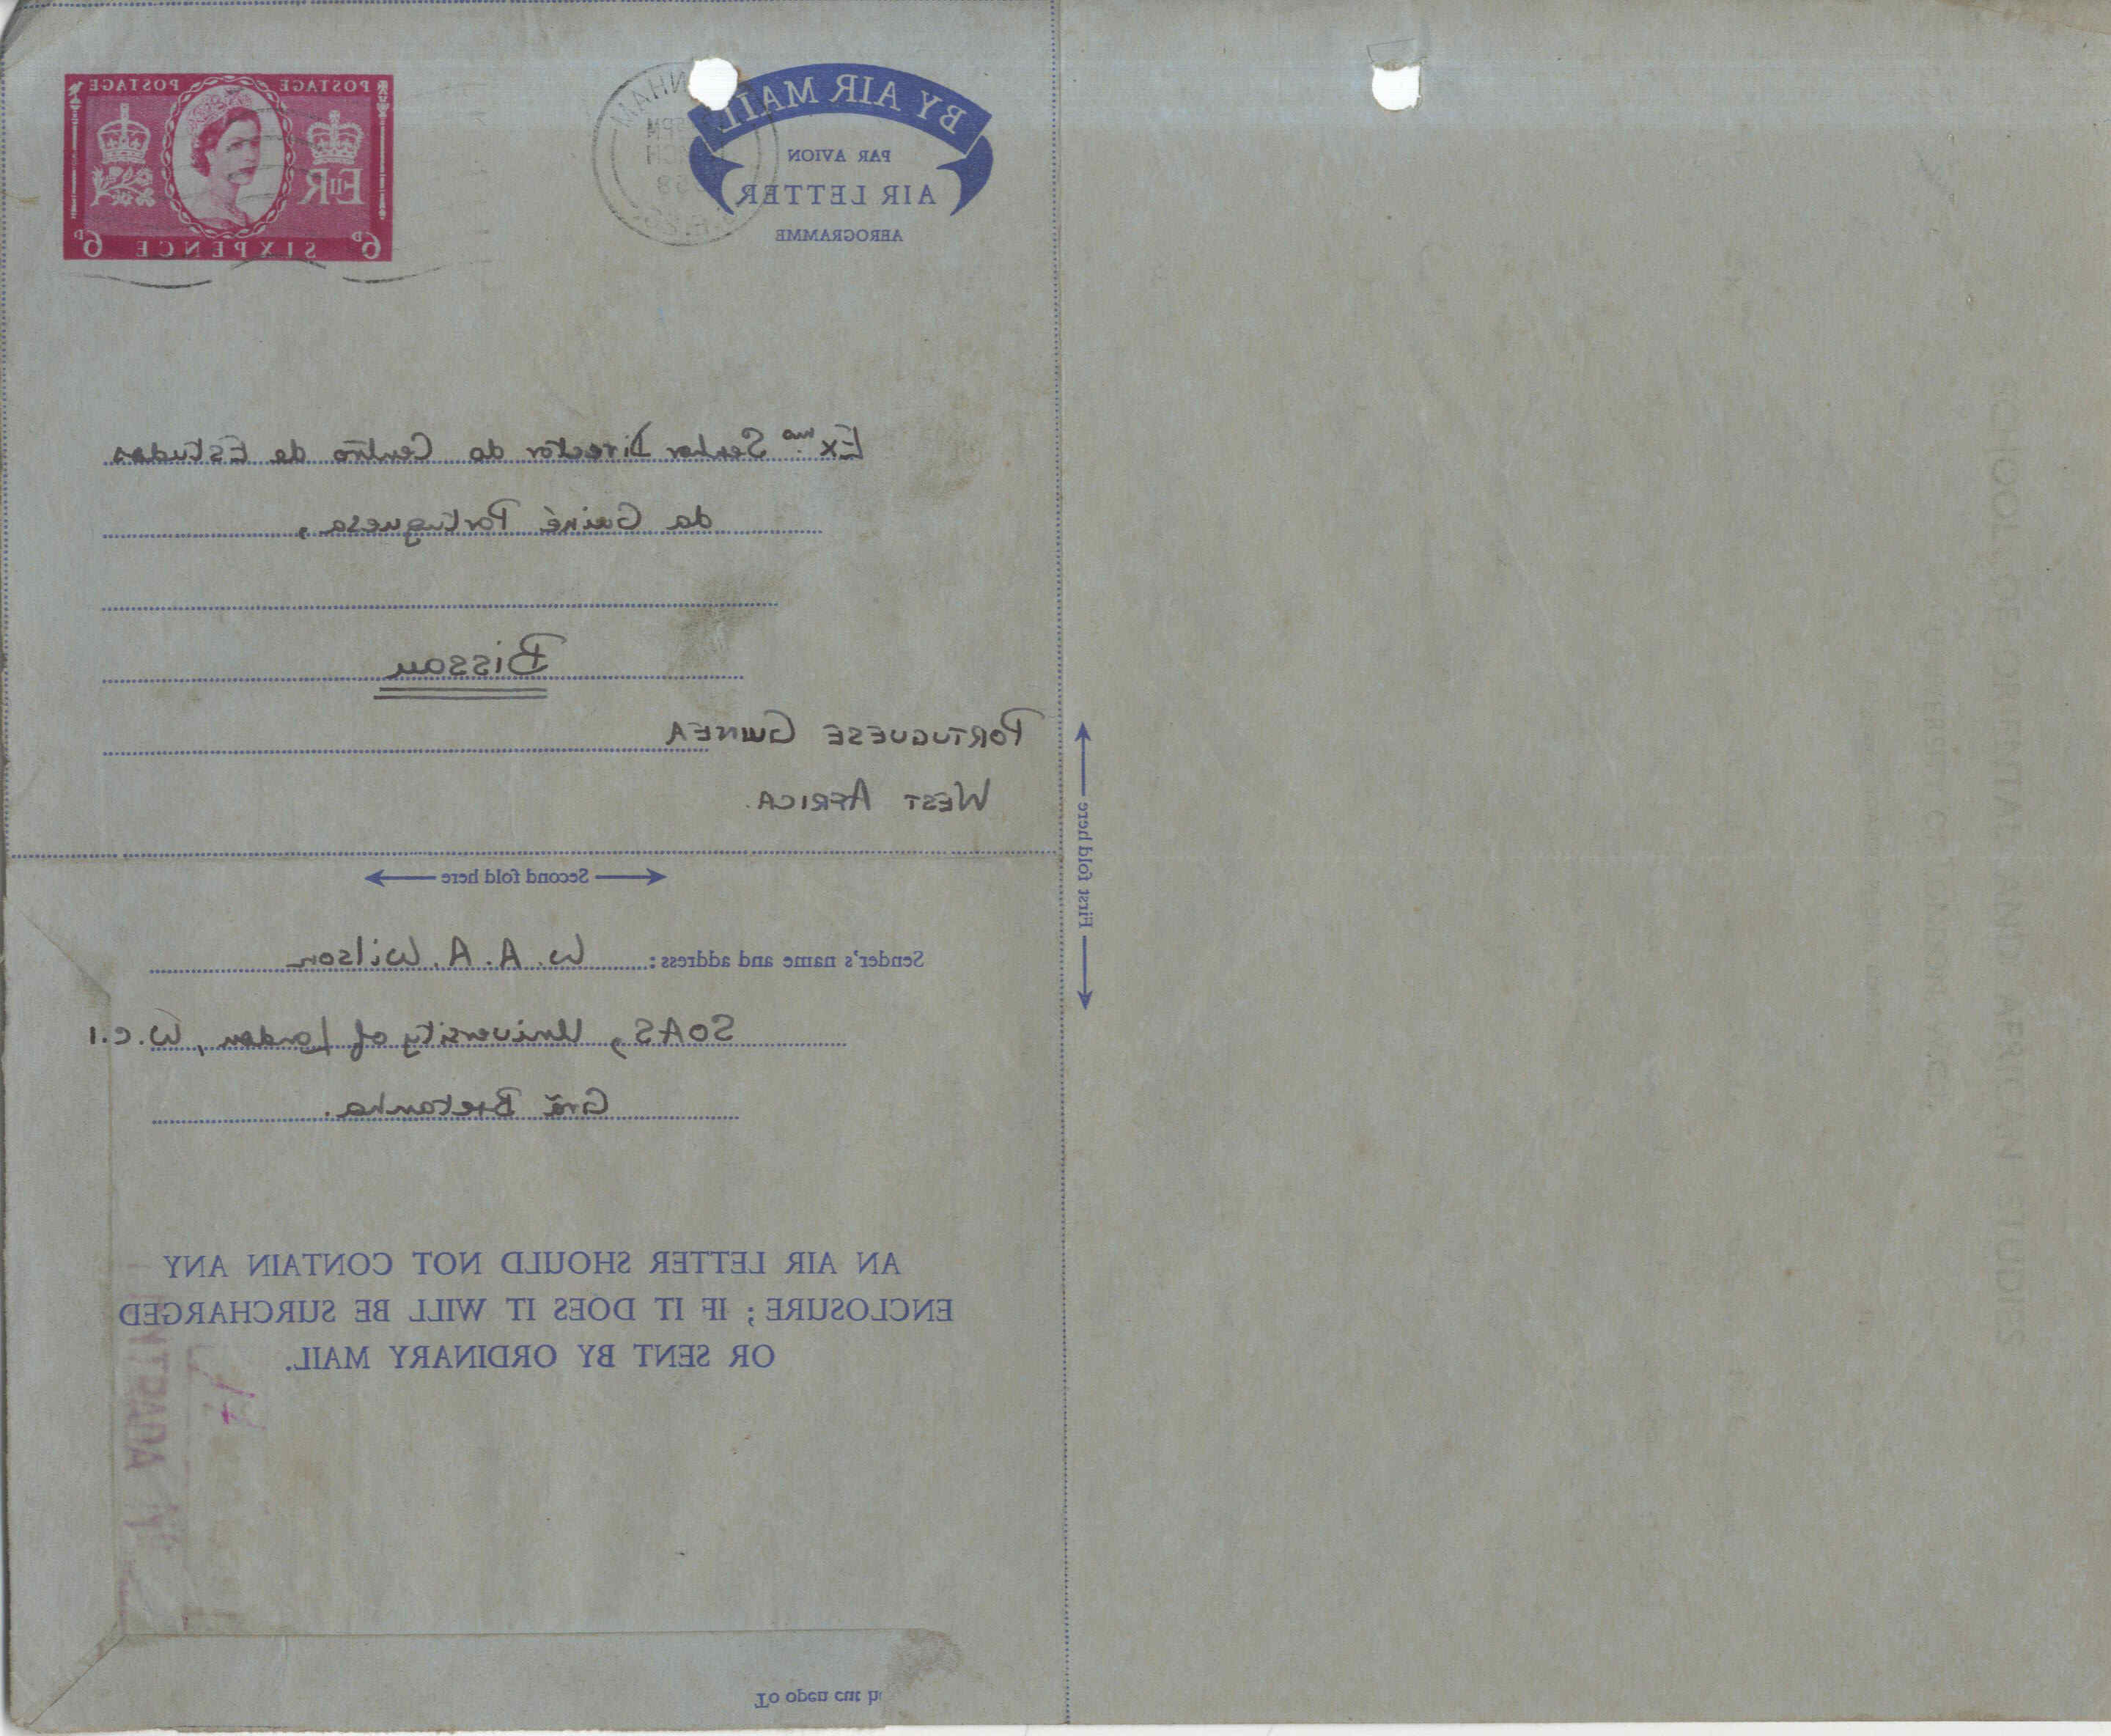 POSTAGE POSTAGE
E II R
6D SIXPENCE 6D
BY AIR MAIL
PAR AVION
AIR LETTER
AEROGRAMME
Exmo. Senhor Director do Centro de Estudos
da Guiné Portuguesa,
Bissau
PORTUGUESE GUINEA
WEST AFRICA.
First fold here
Second fold here
Sender's name and address: W. A. A. Wilson
SOAS, University of London, W.C.1
Grã Bretanha.
AN AIR LETTER SHOULD NOT CONTAIN ANY
ENCLOSURE; IF IT DOES IT WILL BE SURCHARGED
OR SENT BY ORDINARY MAIL.
ENTRADA
To open cut
SCHOOL OF ORIENTAL AND AFRICAN STUDIES